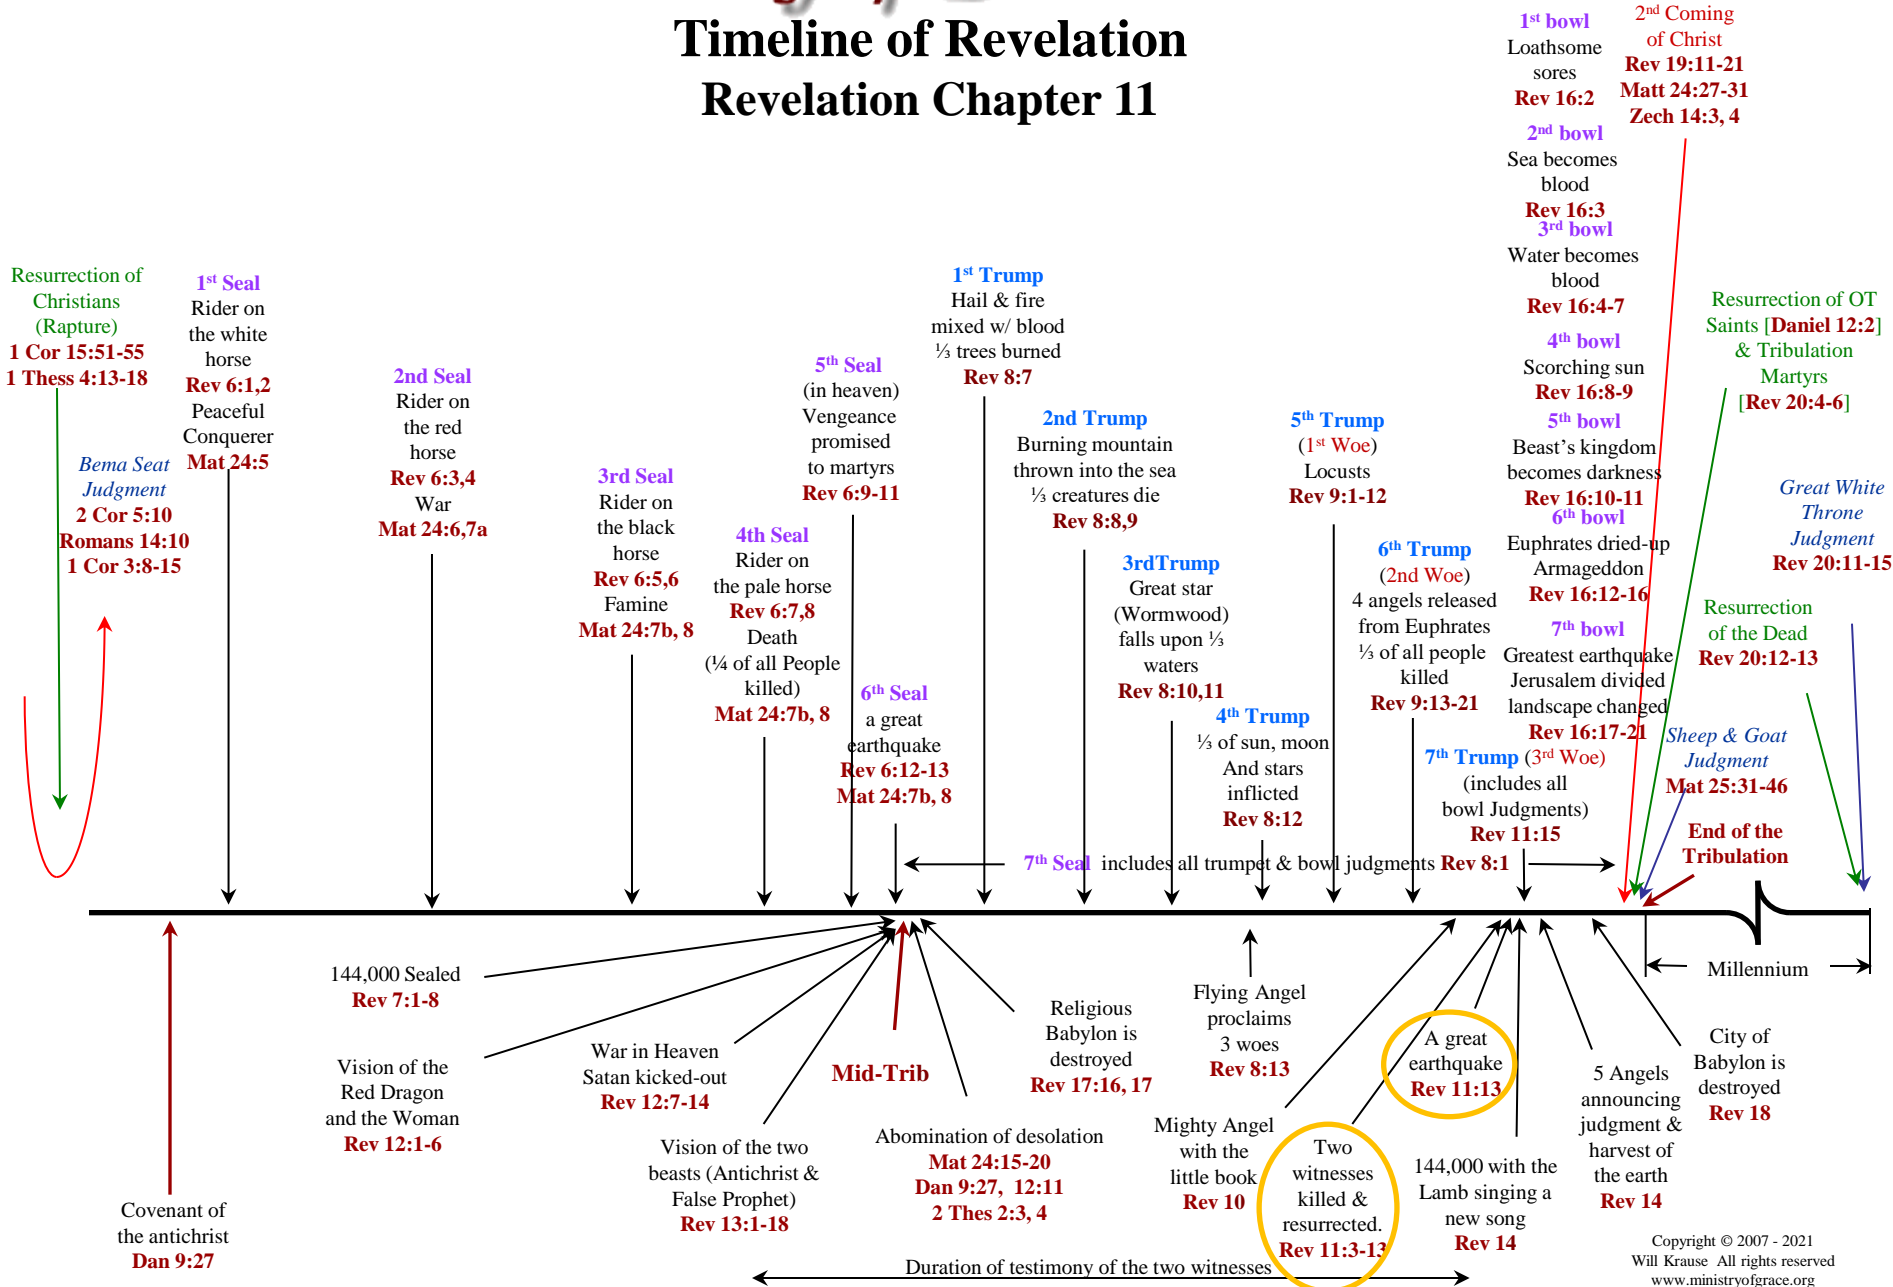 Timeline of Revelation
Revelation Chapter 11
1st bowl
Loathsome
sores
Rev 16:2
2nd bowl
Sea becomes
blood
Rev 16:3
3rd bowl
Water becomes
blood
Rev 16:4-7
4th bowl
Scorching sun
Rev 16:8-9
5th bowl
Beast’s kingdom
becomes darkness
Rev 16:10-11
6th bowl
Euphrates dried-up
Armageddon
Rev 16:12-16
7th bowl
Greatest earthquake
Jerusalem divided
landscape changed
Rev 16:17-21
2nd Coming
of Christ
Rev 19:11-21
Matt 24:27-31
Zech 14:3, 4
Resurrection of
Christians
(Rapture)
1 Cor 15:51-55
1 Thess 4:13-18
Bema Seat
Judgment
2 Cor 5:10
Romans 14:10
1 Cor 3:8-15
1st Seal
Rider on
the white
horse
Rev 6:1,2
Peaceful
Conquerer
Mat 24:5
2nd Seal
Rider on
the red
horse
Rev 6:3,4
War
Mat 24:6,7a
3rd Seal
Rider on
the black
horse
Rev 6:5,6
Famine
Mat 24:7b, 8
4th Seal
Rider on
the pale horse
Rev 6:7,8
Death
(¼ of all People
killed)
Mat 24:7b, 8
5th Seal
(in heaven)
Vengeance
promised
to martyrs
Rev 6:9-11
6th Seal
a great
earthquake
Rev 6:12-13
Mat 24:7b, 8
1st Trump
Hail & fire
mixed w/ blood
⅓ trees burned
Rev 8:7
2nd Trump
Burning mountain
thrown into the sea
⅓ creatures die
Rev 8:8,9
3rdTrump
Great star
(Wormwood)
falls upon ⅓
waters
Rev 8:10,11
4th Trump
⅓ of sun, moon
And stars
inflicted
Rev 8:12
5th Trump
(1st Woe)
Locusts
Rev 9:1-12
6th Trump
(2nd Woe)
4 angels released
from Euphrates
⅓ of all people
killed
Rev 9:13-21
7th Trump (3rd Woe)
(includes all
bowl Judgments)
Rev 11:15
7th Seal includes all trumpet & bowl judgments Rev 8:1
Resurrection of OT
Saints [Daniel 12:2]
& Tribulation
Martyrs
[Rev 20:4-6]
Great White
Throne
Judgment
Rev 20:11-15
Resurrection
of the Dead
Rev 20:12-13
Sheep & Goat
Judgment
Mat 25:31-46
End of the
Tribulation
Millennium
Covenant of
the antichrist
Dan 9:27
144,000 Sealed
Rev 7:1-8
Vision of the
Red Dragon
and the Woman
Rev 12:1-6
War in Heaven
Satan kicked-out
Rev 12:7-14
Vision of the two
beasts (Antichrist &
False Prophet)
Rev 13:1-18
Mid-Trib
Abomination of desolation
Mat 24:15-20
Dan 9:27, 12:11
2 Thes 2:3, 4
Religious
Babylon is
destroyed
Rev 17:16, 17
Flying Angel
proclaims
3 woes
Rev 8:13
Mighty Angel
with the
little book
Rev 10
Two
witnesses
killed &
resurrected.
Rev 11:3-13
A great
earthquake
Rev 11:13
144,000 with the
Lamb singing a
new song
Rev 14
5 Angels
announcing
judgment &
harvest of
the earth
Rev 14
City of
Babylon is
destroyed
Rev 18
Duration of testimony of the two witnesses
Copyright © 2007 - 2021
Will Krause All rights reserved
www.ministryofgrace.org